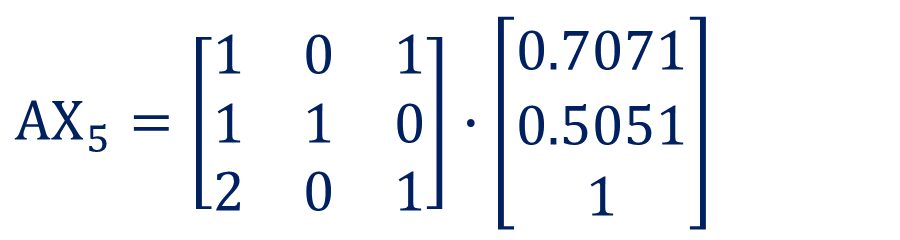 AX₅ = [1 0 1; 1 1 0; 2 0 1] · [0.7071; 0.5051; 1]